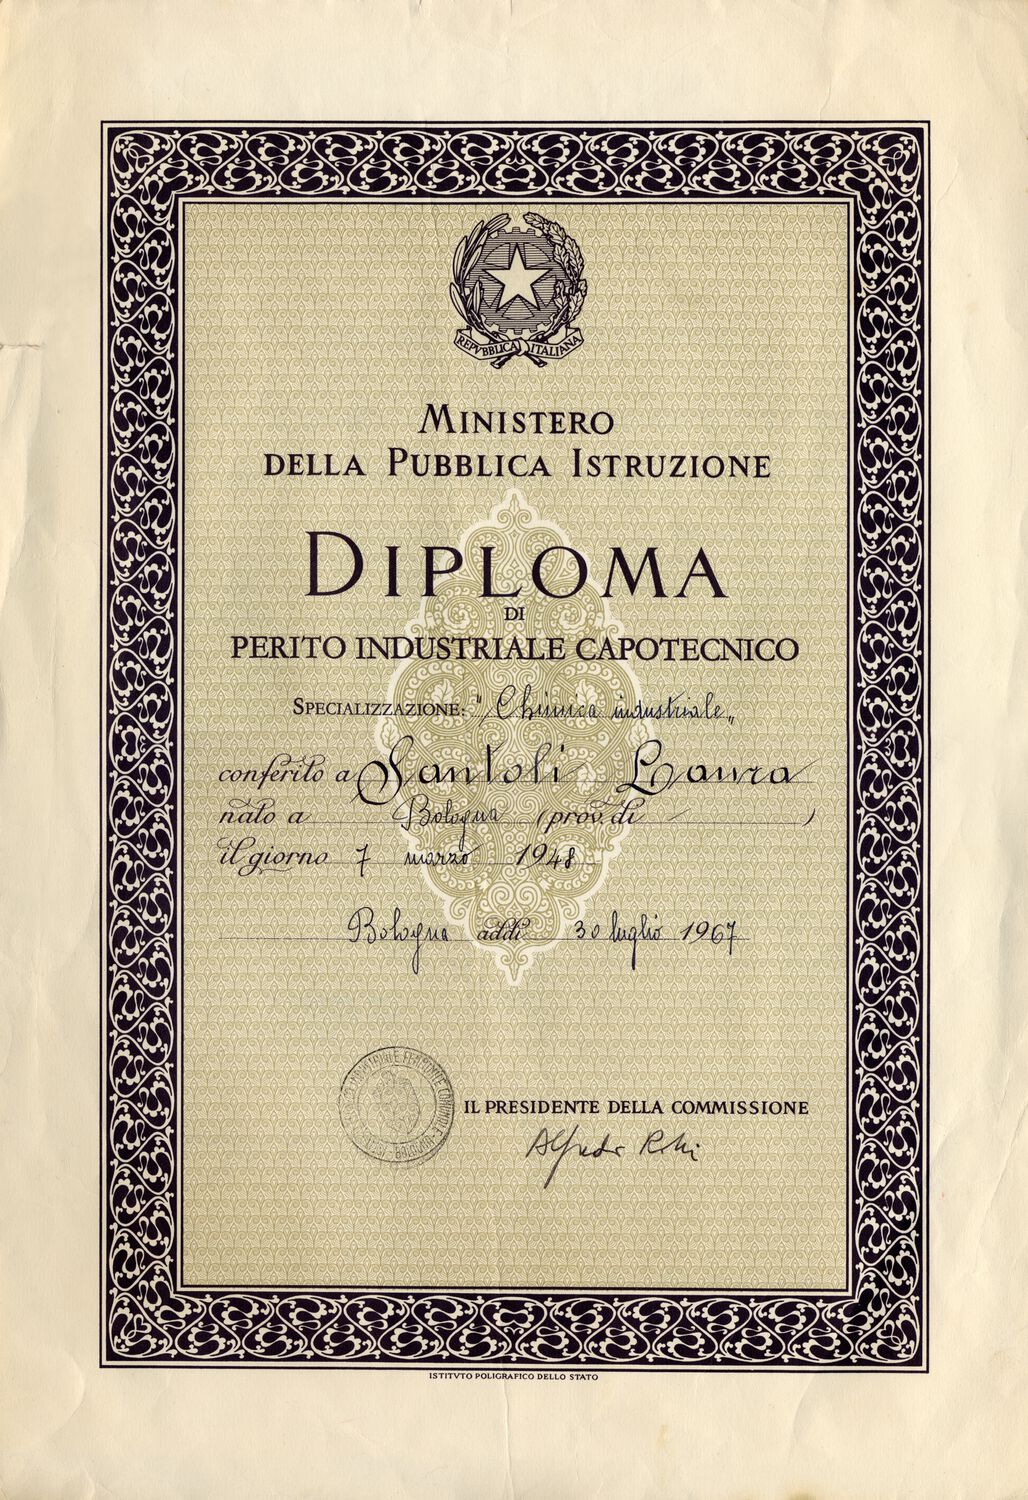 REPVBBLICA ITALIANA
MINISTERO
DELLA PUBBLICA ISTRUZIONE
DIPLOMA
DI
PERITO INDUSTRIALE CAPOTECNICO
SPECIALIZZAZIONE: "Chimica industriale"
conferito a Santoli Laura
nato a Bologna (prov. di - )
il giorno 7 marzo 1948
Bologna addì 30 luglio 1967
IL PRESIDENTE DELLA COMMISSIONE
Alfredo
ISTITVTO POLIGRAFICO DELLO STATO